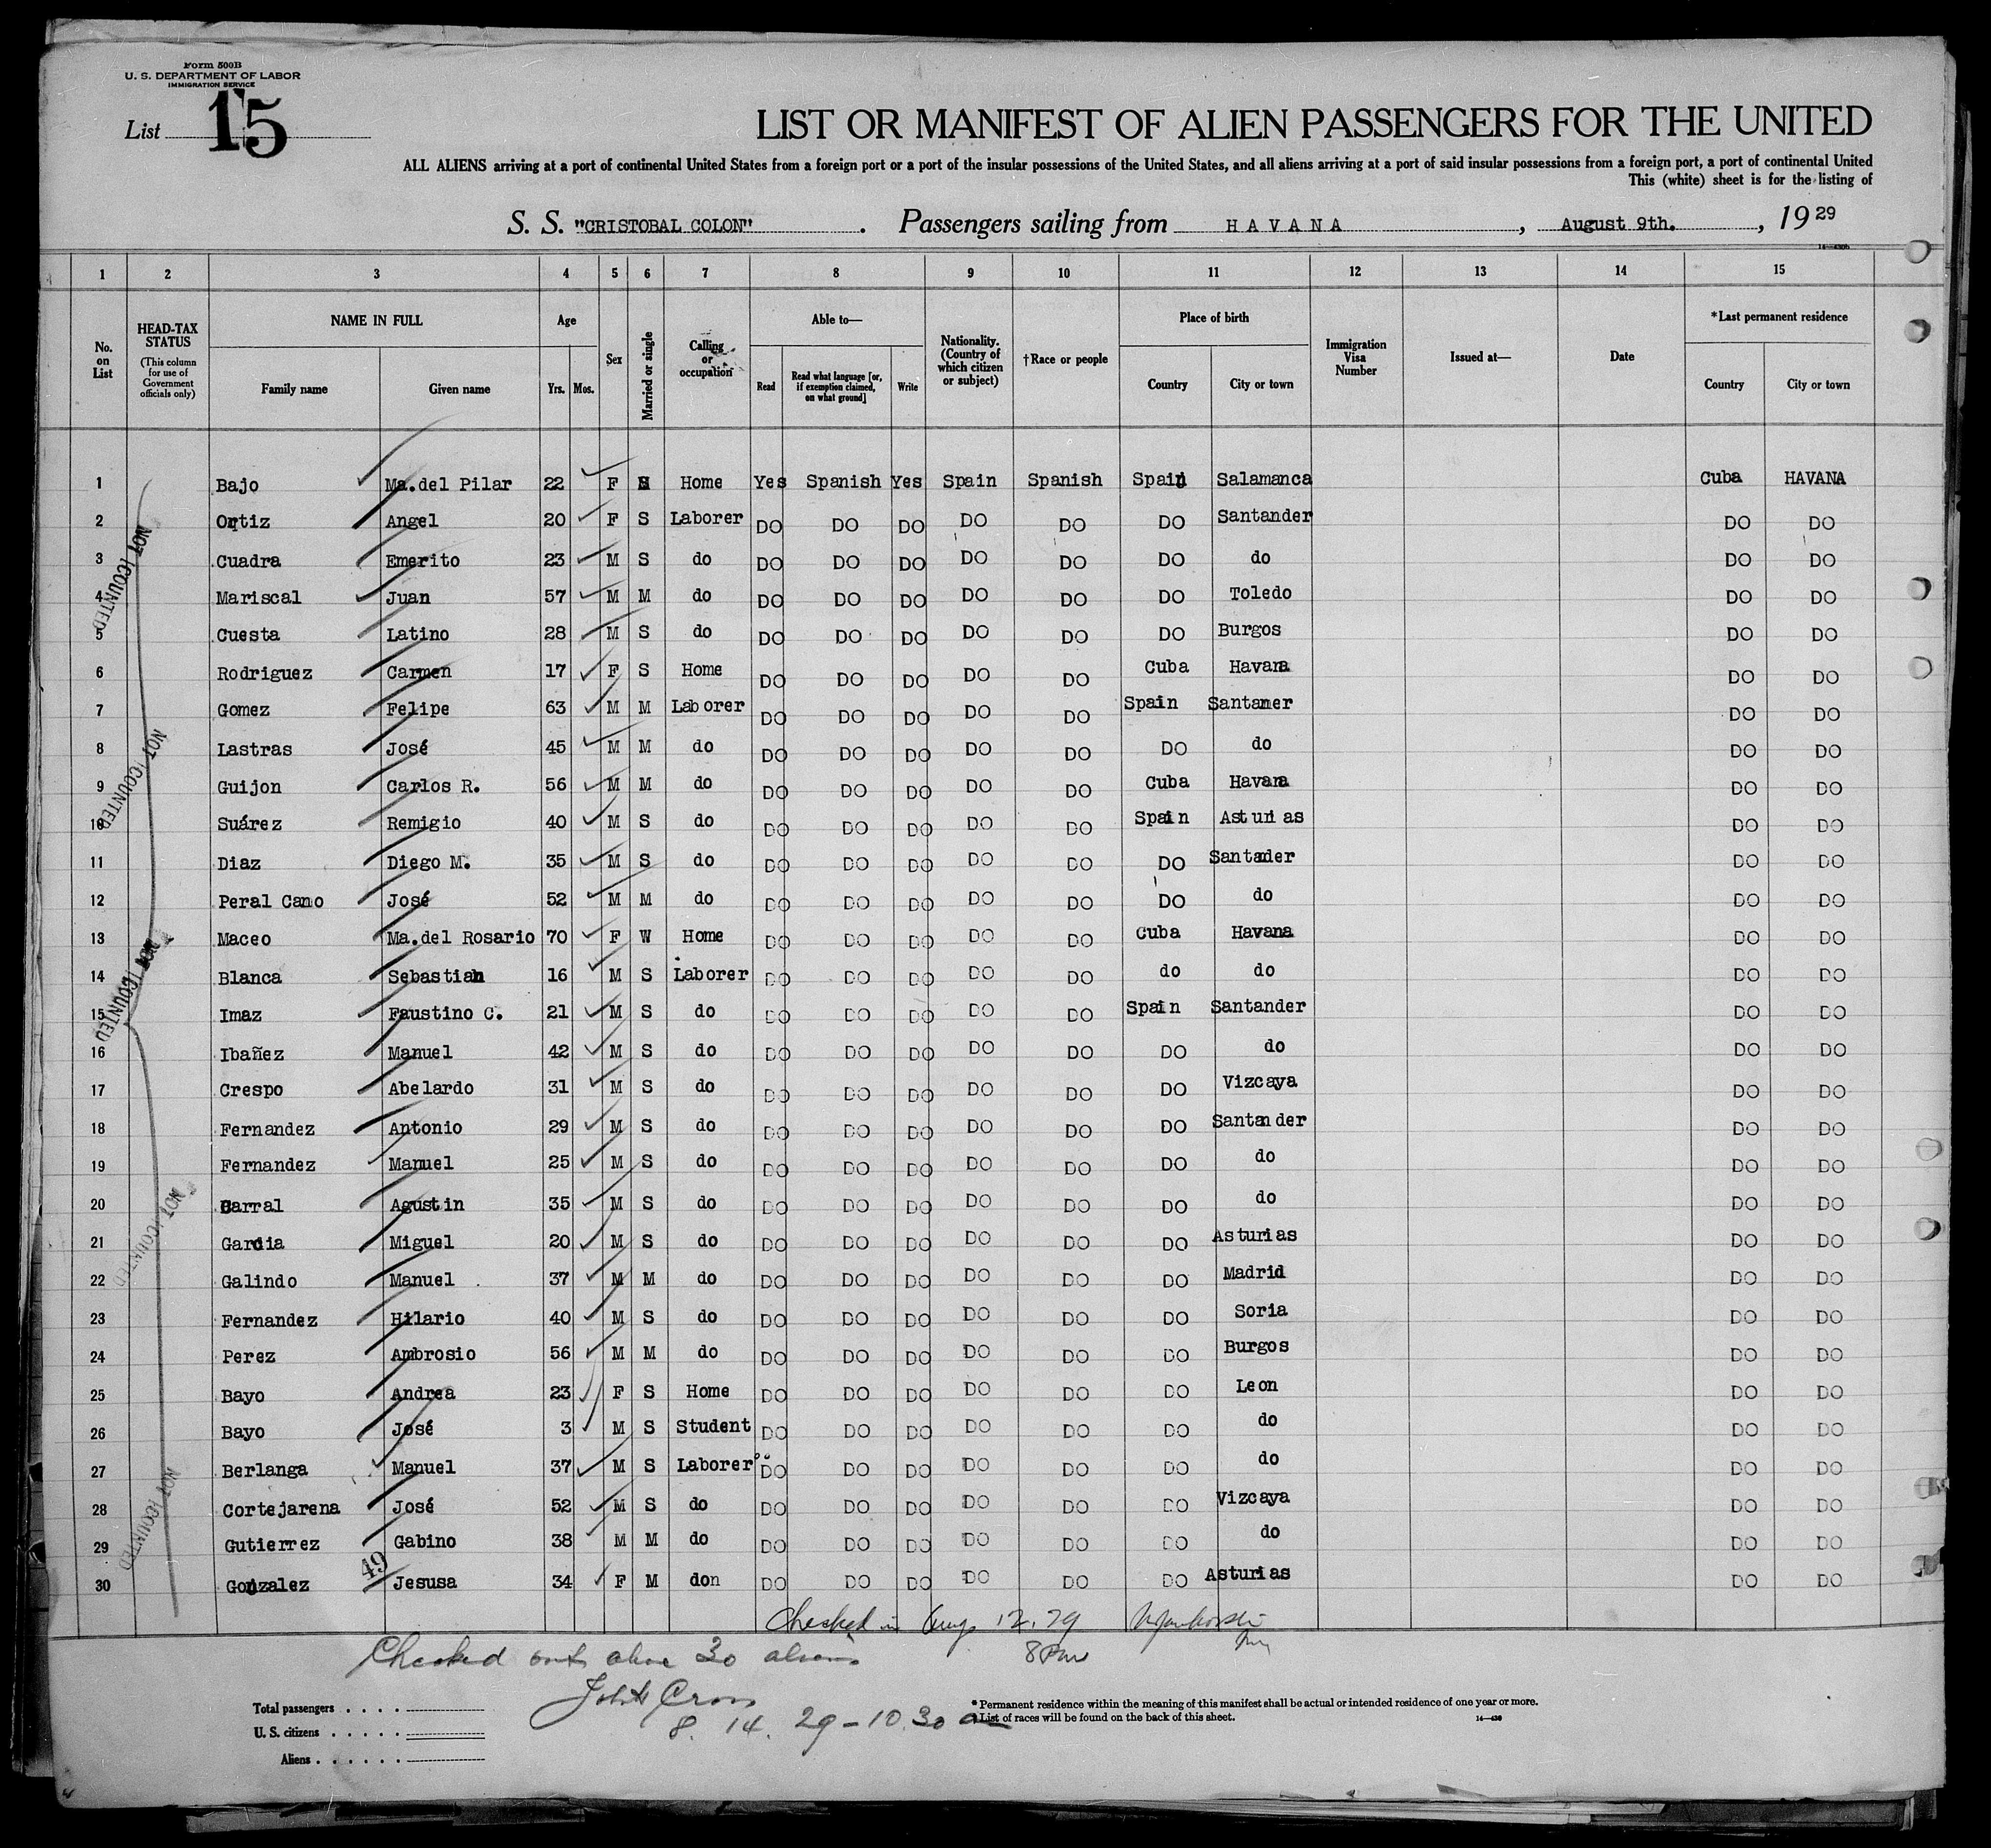 Form 500B
U. S. DEPARTMENT OF LABOR
IMMIGRATION SERVICE
List 15
LIST OR MANIFEST OF ALIEN PASSENGERS FOR THE UNITED
ALL ALIENS arriving at a port of continental United States from a foreign port or a port of the insular possessions of the United States, and all aliens arriving at a port of said insular possessions from a foreign port, a port of continental United
This (white) sheet is for the listing of
S. S. "CRISTOBAL COLON" . Passengers sailing from HAVANA , August 9th. , 1929
1 2 3 4 5 6 7 8 9 10 11 12 13 14 15
No. on List
HEAD-TAX STATUS (This column for use of Government officials only)
NAME IN FULL Family name Given name
Age Yrs. Mos.
Sex
Married or single
Calling or occupation
Able to— Read Read what language [or, if exemption claimed, on what ground] Write
Nationality. (Country of which citizen or subject)
†Race or people
Place of birth Country City or town
Immigration Visa Number
Issued at—
Date
*Last permanent residence Country City or town
1 Bajo Ma.del Pilar 22 F Home Yes Spanish Yes Spain Spanish Spain Salamanca Cuba HAVANA
2 Ortiz Angel 20 F S Laborer DO DO DO DO DO DO Santander DO DO
3 Cuadra Emerito 23 M S do DO DO DO DO DO DO do DO DO
4 Mariscal Juan 57 M M do DO DO DO DO DO DO Toledo DO DO
5 Cuesta Latino 28 M S do DO DO DO DO DO DO Burgos DO DO
6 Rodriguez Carmen 17 F S Home DO DO DO DO DO Cuba Havana DO DO
7 Gomez Felipe 63 M M Laborer DO DO DO DO DO Spain Santaner DO DO
8 Lastras José 45 M M do DO DO DO DO DO DO do DO DO
9 Guijon Carlos R. 56 M M do DO DO DO DO DO Cuba Havana DO DO
10 Suárez Remigio 40 M S do DO DO DO DO DO Spain Asturias DO DO
11 Diaz Diego M. 35 M S do DO DO DO DO DO DO Santander DO DO
12 Peral Cano José 52 M M do DO DO DO DO DO DO do DO DO
13 Maceo Ma.del Rosario 70 F W Home DO DO DO DO DO Cuba Havana DO DO
14 Blanca Sebastian 16 M S Laborer DO DO DO DO DO do do DO DO
15 Imaz Faustino C. 21 M S do DO DO DO DO DO Spain Santander DO DO
16 Ibañez Manuel 42 M S do DO DO DO DO DO DO do DO DO
17 Crespo Abelardo 31 M S do DO DO DO DO DO DO Vizcaya DO DO
18 Fernandez Antonio 29 M S do DO DO DO DO DO DO Santander DO DO
19 Fernandez Manuel 25 M S do DO DO DO DO DO DO do DO DO
20 Agustin 35 M S do DO DO DO DO DO DO do DO DO
21 Garcia Miguel 20 M S do DO DO DO DO DO DO Asturias DO DO
22 Galindo Manuel 37 M M do DO DO DO DO DO DO Madrid DO DO
23 Fernandez Hilario 40 M S do DO DO DO DO DO DO Soria DO DO
24 Perez Ambrosio 56 M M do DO DO DO DO DO DO Burgos DO DO
25 Bayo Andrea 23 F S Home DO DO DO DO DO DO Leon DO DO
26 Bayo José 3 M S Student DO DO DO DO DO DO do DO DO
27 Berlanga Manuel 37 M S Laborer DO DO DO DO DO DO do DO DO
28 Cortejarena José 52 M S do DO DO DO DO DO DO Vizcaya DO DO
29 Gutierrez Gabino 38 M M do DO DO DO DO DO DO do DO DO
30 Gonzalez 49 Jesusa 34 F M don DO DO DO DO DO DO Asturias DO DO
NOT COUNTED
NOT COUNTED
NOT COUNTED
NOT COUNTED
NOT COUNTED
Checked in Aug 12. 29
8 Pm
Checked out above 30 aliens
John Cross
8. 14. 29 - 10.30 a
Total passengers
U. S. citizens
Aliens
* Permanent residence within the meaning of this manifest shall be actual or intended residence of one year or more.
† List of races will be found on the back of this sheet.